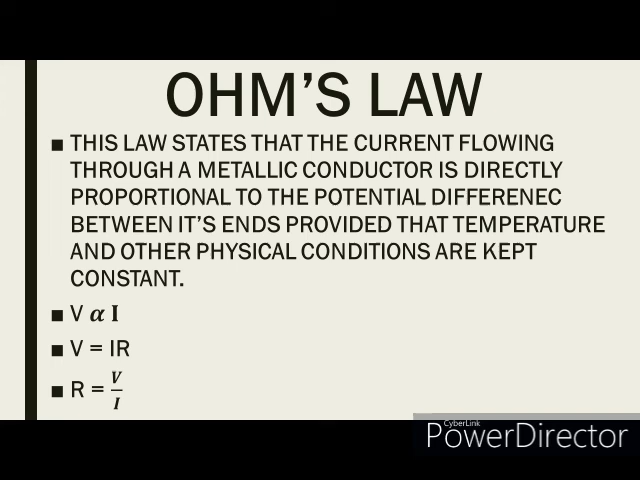 OHM'S LAW
■ THIS LAW STATES THAT THE CURRENT FLOWING
THROUGH A METALLIC CONDUCTOR IS DIRECTLY
PROPORTIONAL TO THE POTENTIAL DIFFERENEC
BETWEEN IT'S ENDS PROVIDED THAT TEMPERATURE
AND OTHER PHYSICAL CONDITIONS ARE KEPT
CONSTANT.
■ V α I
■ V = IR
■ R = V/I
CyberLink
PowerDirector